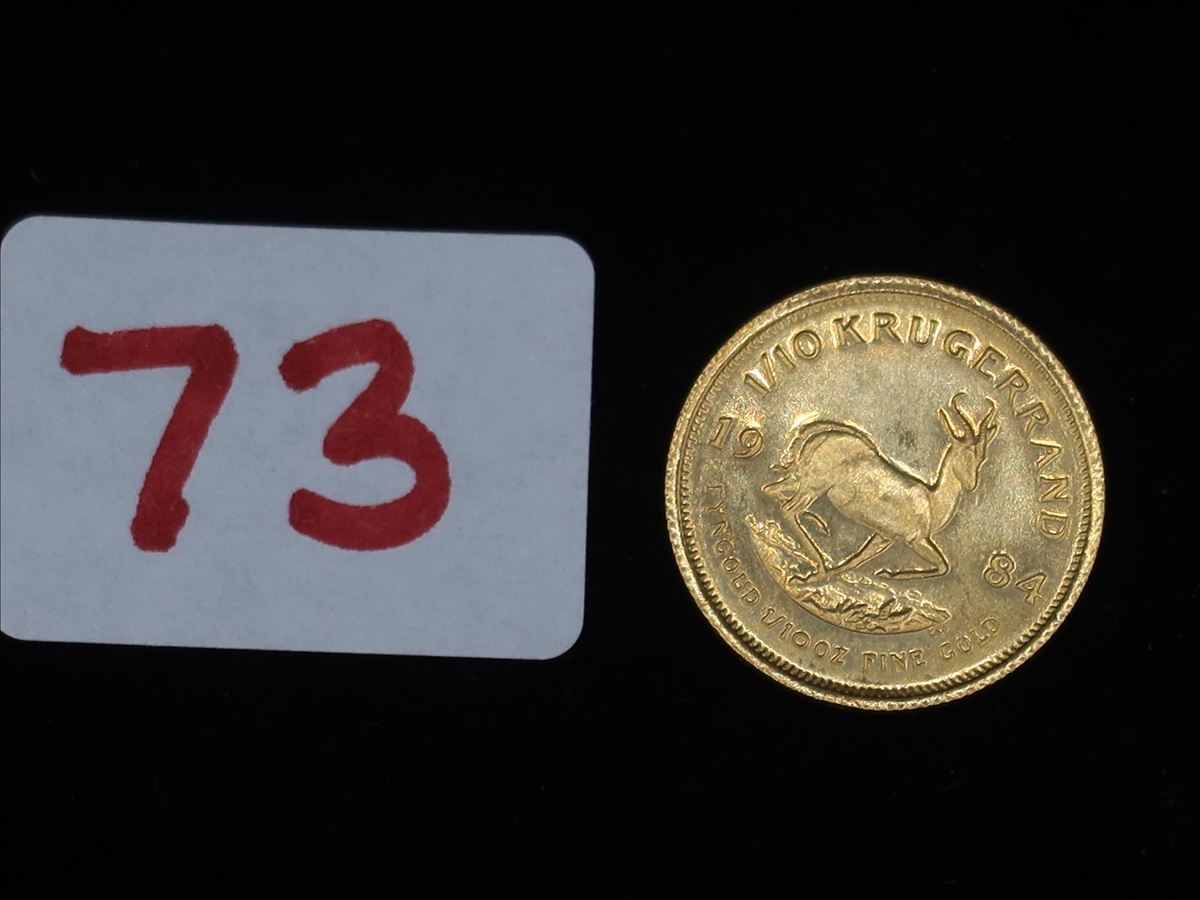 73
1/10 KRUGERRAND
19 84
FYNGOUD 1/10 OZ FINE GOLD